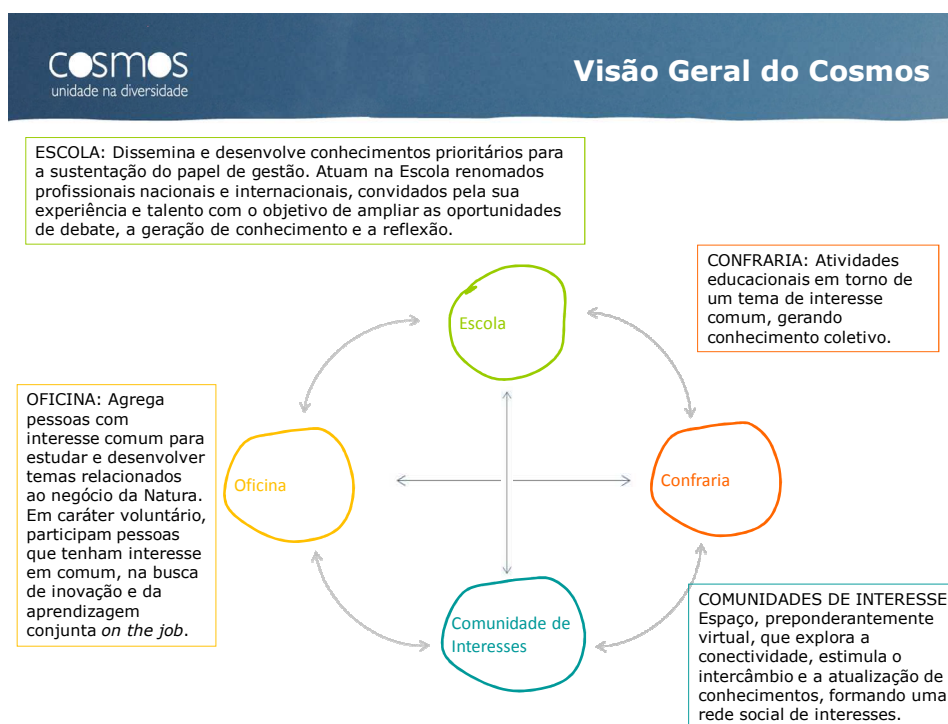 cosmos
unidade na diversidade
Visão Geral do Cosmos
ESCOLA: Dissemina e desenvolve conhecimentos prioritários para
a sustentação do papel de gestão. Atuam na Escola renomados
profissionais nacionais e internacionais, convidados pela sua
experiência e talento com o objetivo de ampliar as oportunidades
de debate, a geração de conhecimento e a reflexão.
CONFRARIA: Atividades
educacionais em torno de
um tema de interesse
comum, gerando
conhecimento coletivo.
Escola
OFICINA: Agrega
pessoas com
interesse comum para
estudar e desenvolver
temas relacionados
ao negócio da Natura.
Em caráter voluntário,
participam pessoas
que tenham interesse
em comum, na busca
de inovação e da
aprendizagem
conjunta on the job.
Oficina
Confraria
Comunidade de
Interesses
COMUNIDADES DE INTERESSE
Espaço, preponderantemente
virtual, que explora a
conectividade, estimula o
intercâmbio e a atualização de
conhecimentos, formando uma
rede social de interesses.